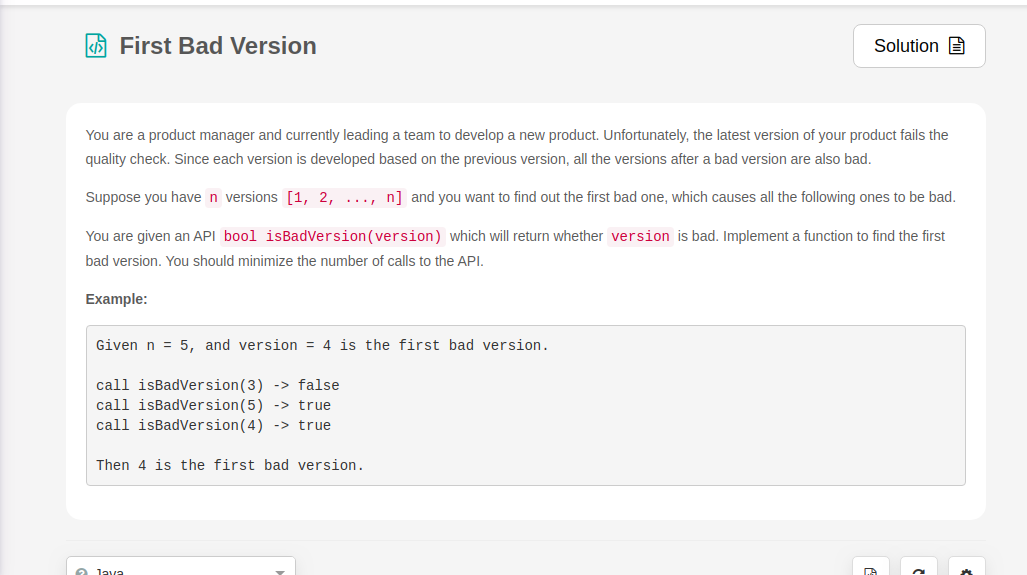 First Bad Version
Solution
You are a product manager and currently leading a team to develop a new product. Unfortunately, the latest version of your product fails the
quality check. Since each version is developed based on the previous version, all the versions after a bad version are also bad.
Suppose you have n versions [1, 2, ..., n] and you want to find out the first bad one, which causes all the following ones to be bad.
You are given an API bool isBadVersion(version) which will return whether version is bad. Implement a function to find the first
bad version. You should minimize the number of calls to the API.
Example:
Given n = 5, and version = 4 is the first bad version.
call isBadVersion(3) -> false
call isBadVersion(5) -> true
call isBadVersion(4) -> true
Then 4 is the first bad version.
Java